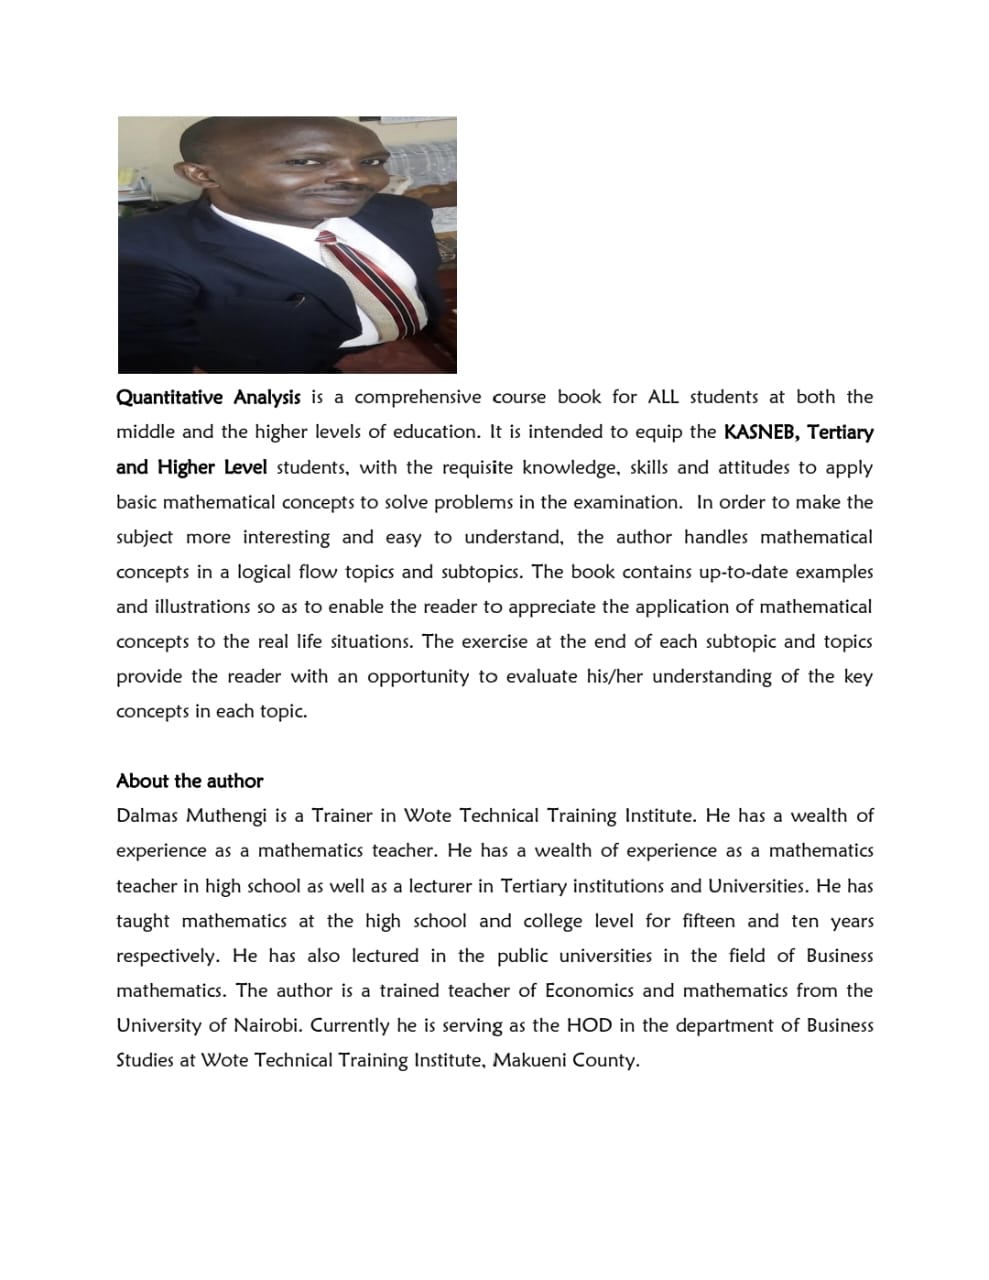 Quantitative Analysis is a comprehensive course book for ALL students at both the
middle and the higher levels of education. It is intended to equip the KASNEB, Tertiary
and Higher Level students, with the requisite knowledge, skills and attitudes to apply
basic mathematical concepts to solve problems in the examination.  In order to make the
subject more interesting and easy to understand, the author handles mathematical
concepts in a logical flow topics and subtopics. The book contains up-to-date examples
and illustrations so as to enable the reader to appreciate the application of mathematical
concepts to the real life situations. The exercise at the end of each subtopic and topics
provide the reader with an opportunity to evaluate his/her understanding of the key
concepts in each topic.
About the author
Dalmas Muthengi is a Trainer in Wote Technical Training Institute. He has a wealth of
experience as a mathematics teacher. He has a wealth of experience as a mathematics
teacher in high school as well as a lecturer in Tertiary institutions and Universities. He has
taught mathematics at the high school and college level for fifteen and ten years
respectively. He has also lectured in the public universities in the field of Business
mathematics. The author is a trained teacher of Economics and mathematics from the
University of Nairobi. Currently he is serving as the HOD in the department of Business
Studies at Wote Technical Training Institute, Makueni County.